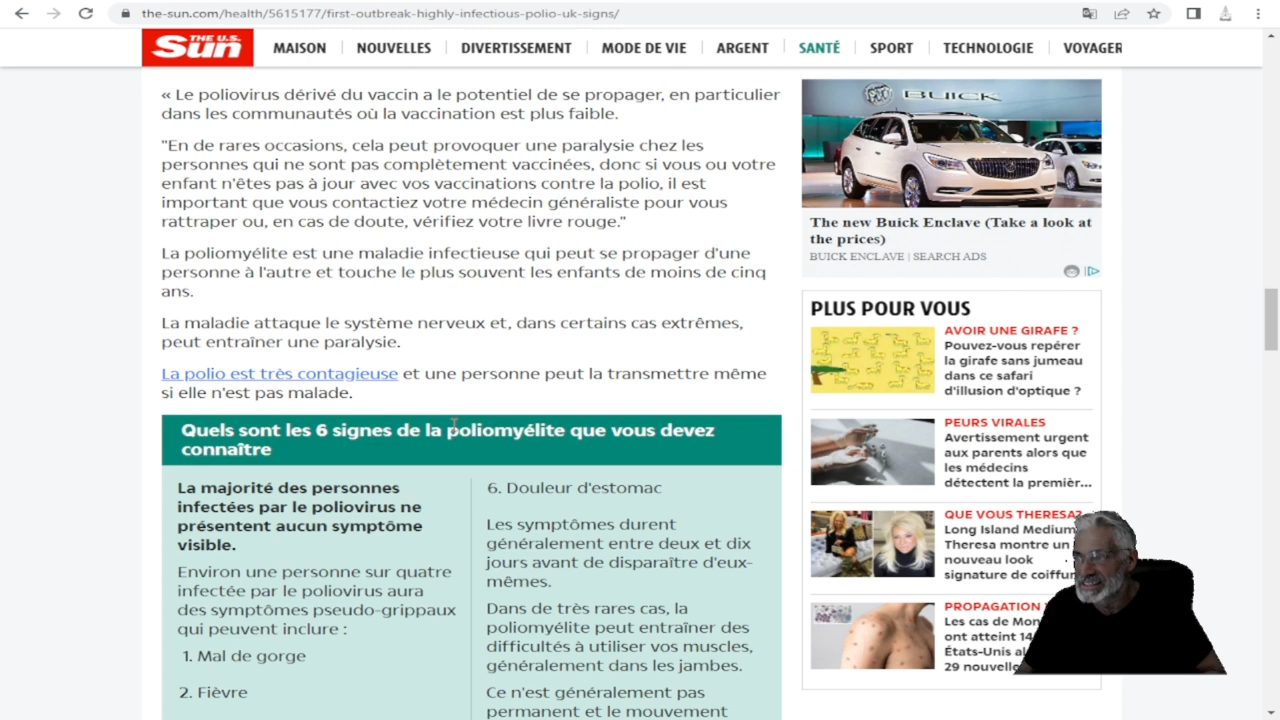 the-sun.com/health/5615177/first-outbreak-highly-infectious-polio-uk-signs/
THE U.S.
Sun
MAISON
NOUVELLES
DIVERTISSEMENT
MODE DE VIE
ARGENT
SANTÉ
SPORT
TECHNOLOGIE
VOYAGER
« Le poliovirus dérivé du vaccin a le potentiel de se propager, en particulier
dans les communautés où la vaccination est plus faible.
"En de rares occasions, cela peut provoquer une paralysie chez les
personnes qui ne sont pas complètement vaccinées, donc si vous ou votre
enfant n'êtes pas à jour avec vos vaccinations contre la polio, il est
important que vous contactiez votre médecin généraliste pour vous
rattraper ou, en cas de doute, vérifiez votre livre rouge."
La poliomyélite est une maladie infectieuse qui peut se propager d'une
personne à l'autre et touche le plus souvent les enfants de moins de cinq
ans.
La maladie attaque le système nerveux et, dans certains cas extrêmes,
peut entraîner une paralysie.
La polio est très contagieuse et une personne peut la transmettre même
si elle n'est pas malade.
Quels sont les 6 signes de la poliomyélite que vous devez
connaître
La majorité des personnes
infectées par le poliovirus ne
présentent aucun symptôme
visible.
Environ une personne sur quatre
infectée par le poliovirus aura
des symptômes pseudo-grippaux
qui peuvent inclure :
1. Mal de gorge
2. Fièvre
6. Douleur d'estomac
Les symptômes durent
généralement entre deux et dix
jours avant de disparaître d'eux-
mêmes.
Dans de très rares cas, la
poliomyélite peut entraîner des
difficultés à utiliser vos muscles,
généralement dans les jambes.
Ce n'est généralement pas
permanent et le mouvement
BUICK
The new Buick Enclave (Take a look at
the prices)
BUICK ENCLAVE | SEARCH ADS
PLUS POUR VOUS
AVOIR UNE GIRAFE ?
Pouvez-vous repérer
la girafe sans jumeau
dans ce safari
d'illusion d'optique ?
PEURS VIRALES
Avertissement urgent
aux parents alors que
les médecins
détectent la premièr...
QUE VOUS THERESA?
Long Island Medium
Theresa montre un
nouveau look
signature de coiffu
PROPAGATION
Les cas de Mon
ont atteint 14
États-Unis al
29 nouvelle